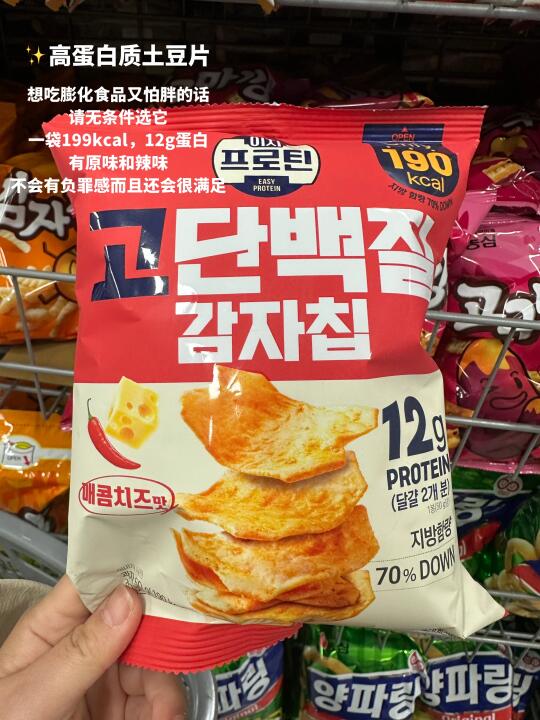 ✨高蛋白质土豆片
想吃膨化食品又怕胖的话
请无条件选它
一袋199kcal，12g蛋白
有原味和辣味
不会有负罪感而且还会很满足
OPEN
이지
프로틴
EASY
PROTEIN
190
kcal
지방 함량 70% DOWN
고단백질
감자칩
12g
PROTEIN
(달걀 2개 분)
매콤치즈맛
지방함량
70% DOWN
농심
양파링
Original
양파링
Original